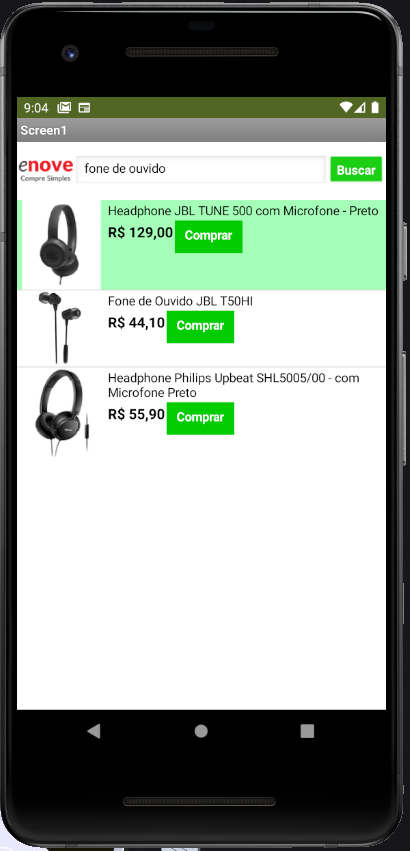 9:04
Screen1
enove
Compre Simples
fone de ouvido
Buscar
Headphone JBL TUNE 500 com Microfone - Preto
R$ 129,00
Comprar
Fone de Ouvido JBL T50HI
R$ 44,10
Comprar
Headphone Philips Upbeat SHL5005/00 - com
Microfone Preto
R$ 55,90
Comprar